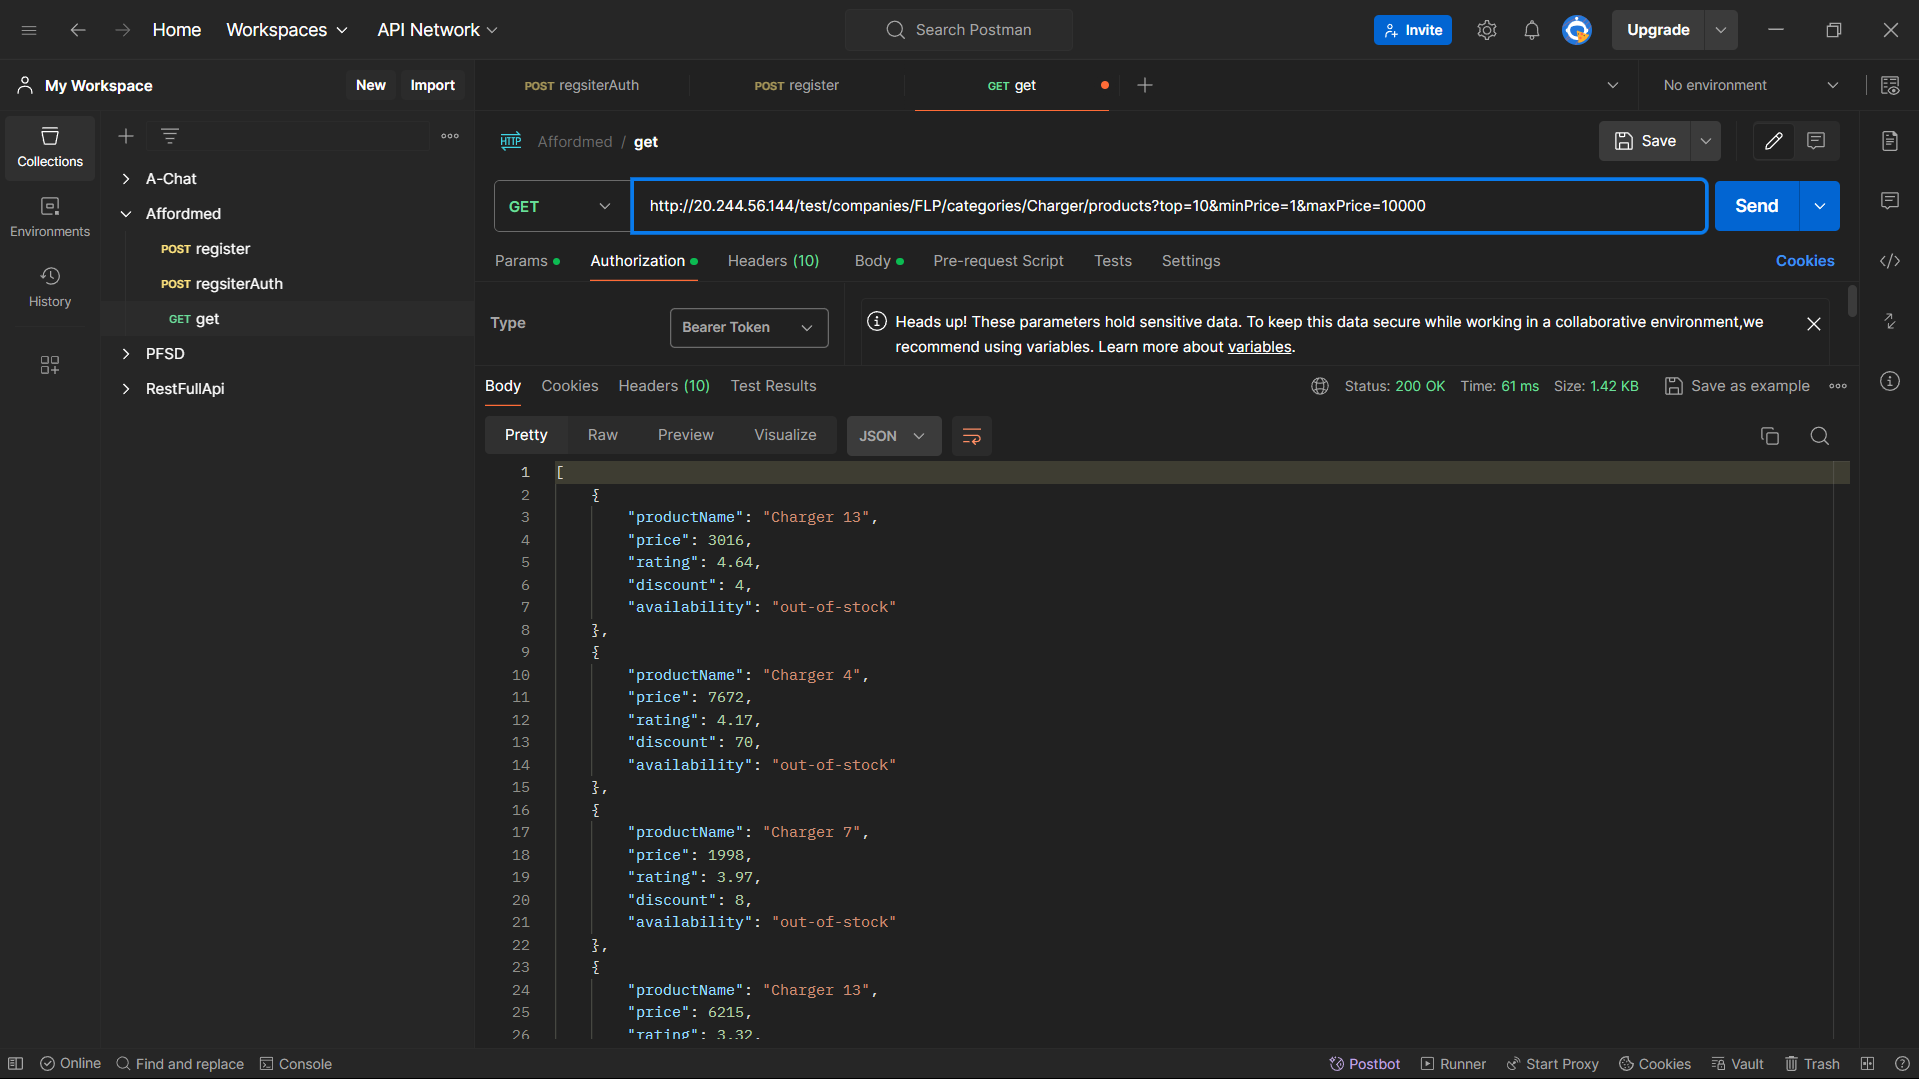 Home Workspaces API Network Search Postman Invite Upgrade
My Workspace New Import POST regsiterAuth POST register GET get No environment
Collections
Environments
History
A-Chat
Affordmed
POST register
POST regsiterAuth
GET get
PFSD
RestFullApi
HTTP Affordmed / get Save
GET http://20.244.56.144/test/companies/FLP/categories/Charger/products?top=10&minPrice=1&maxPrice=10000 Send
Params Authorization Headers (10) Body Pre-request Script Tests Settings Cookies
Type Bearer Token
Heads up! These parameters hold sensitive data. To keep this data secure while working in a collaborative environment,we
recommend using variables. Learn more about variables.
Body Cookies Headers (10) Test Results Status: 200 OK Time: 61 ms Size: 1.42 KB Save as example
Pretty Raw Preview Visualize JSON
1 [
2 {
3 "productName": "Charger 13",
4 "price": 3016,
5 "rating": 4.64,
6 "discount": 4,
7 "availability": "out-of-stock"
8 },
9 {
10 "productName": "Charger 4",
11 "price": 7672,
12 "rating": 4.17,
13 "discount": 70,
14 "availability": "out-of-stock"
15 },
16 {
17 "productName": "Charger 7",
18 "price": 1998,
19 "rating": 3.97,
20 "discount": 8,
21 "availability": "out-of-stock"
22 },
23 {
24 "productName": "Charger 13",
25 "price": 6215,
26 "rating": 3.32,
Online Find and replace Console Postbot Runner Start Proxy Cookies Vault Trash